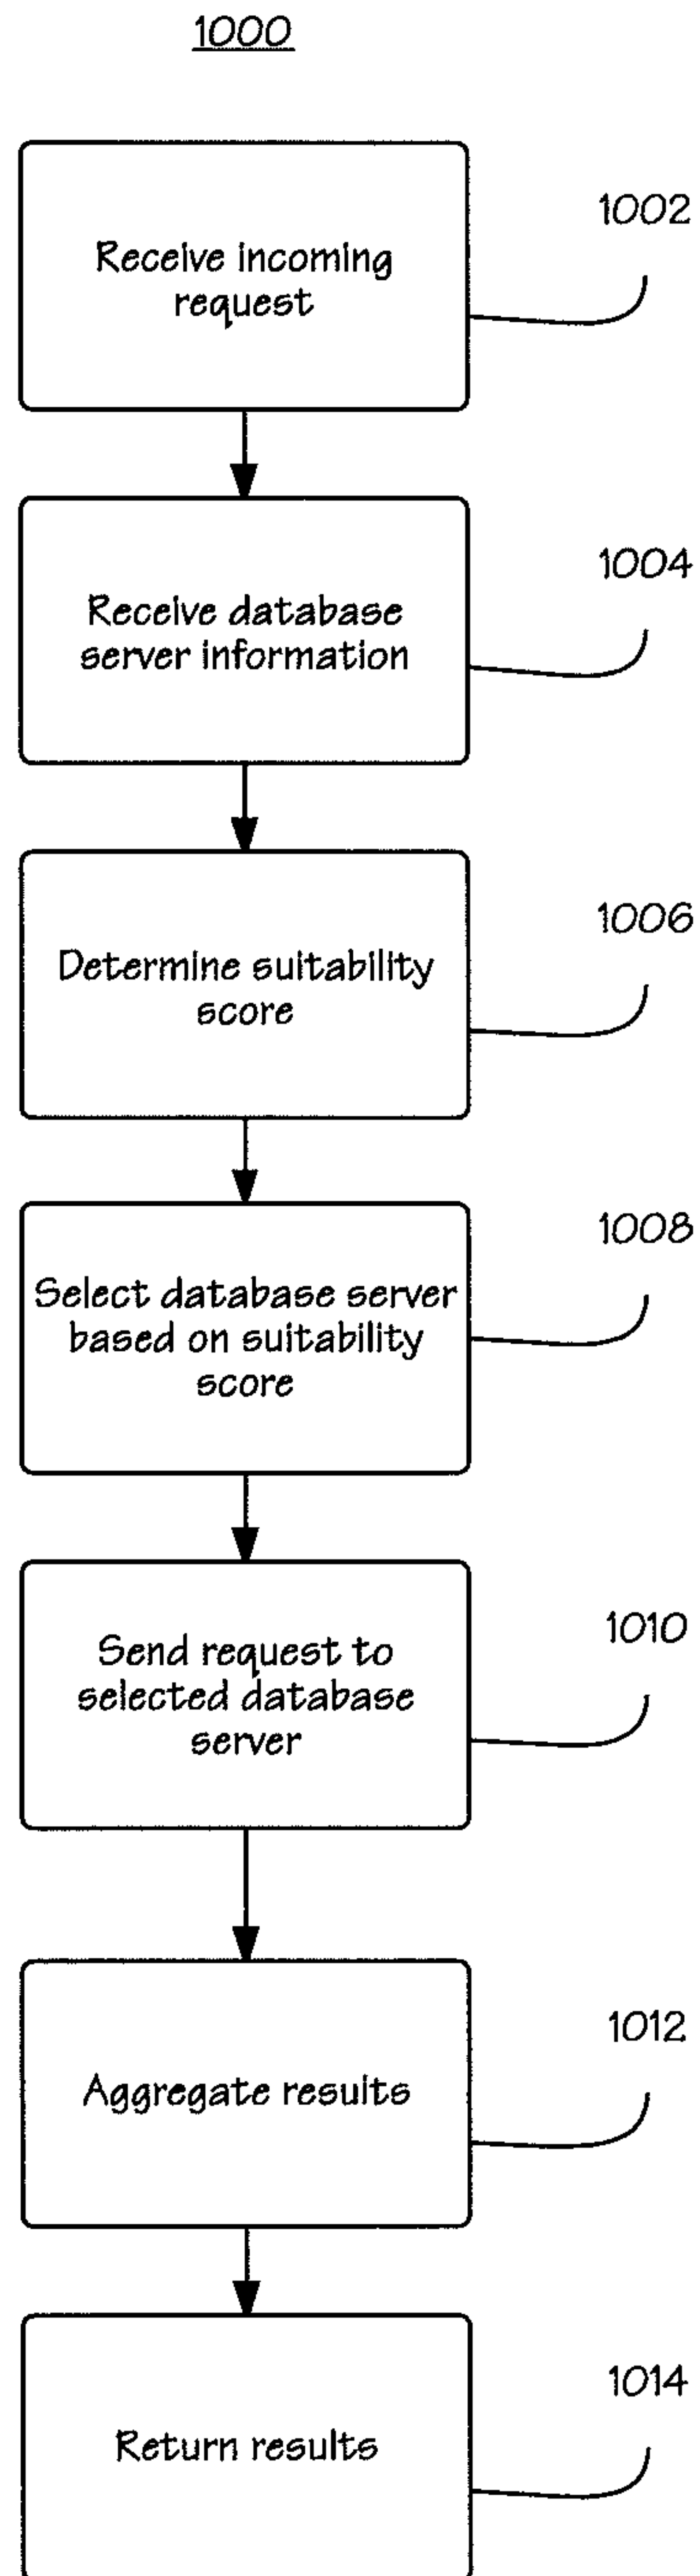 1000
Receive incoming
request
1002
Receive database
server information
1004
Determine suitability
score
1006
Select database server
based on suitability
score
1008
Send request to
selected database
server
1010
Aggregate results
1012
Return results
1014